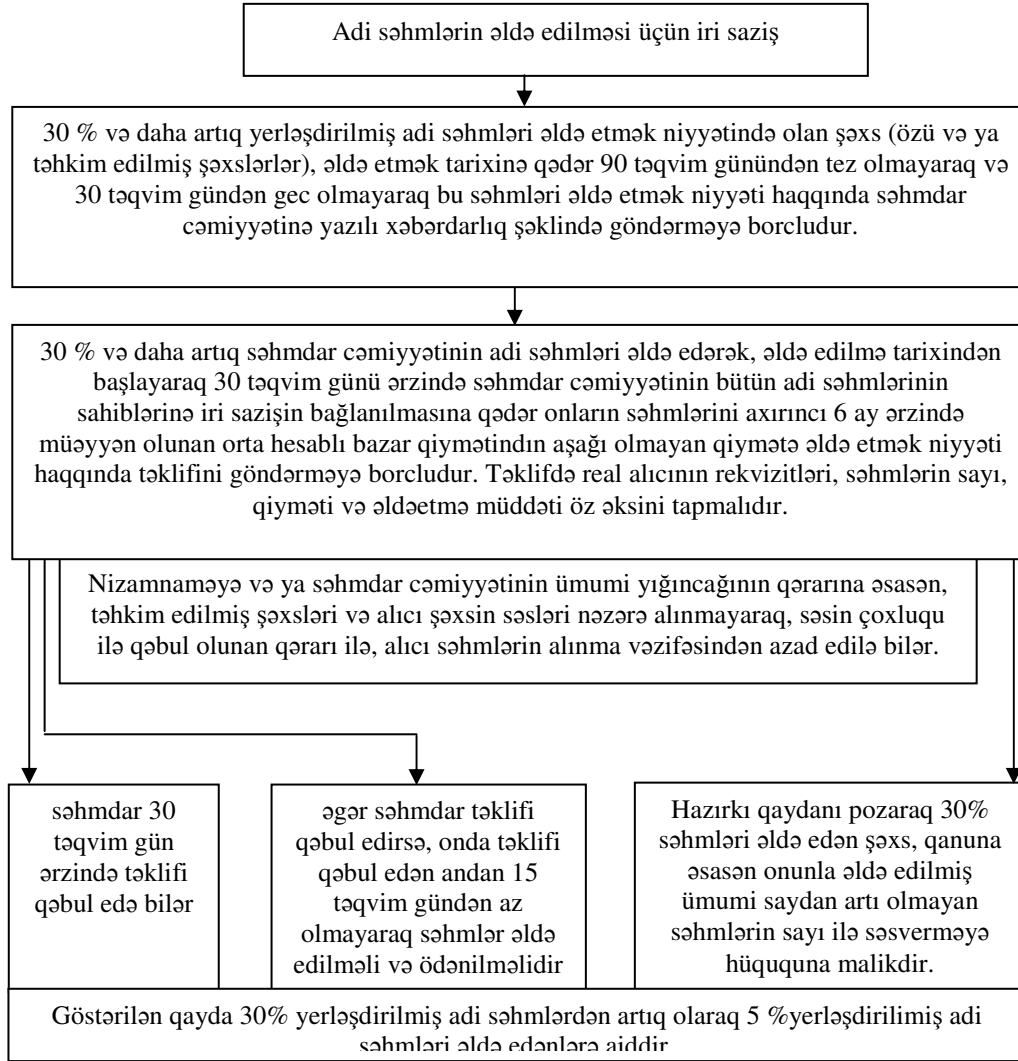 Adi səhmlərin əldə edilməsi üçün iri saziş
30 % və daha artıq yerləşdirilmiş adi səhmləri əldə etmək niyyətində olan şəxs (özü və ya
təhkim edilmiş şəxslərlər), əldə etmək tarixinə qədər 90 təqvim günündən tez olmayaraq və
30 təqvim gündən gec olmayaraq bu səhmləri əldə etmək niyyəti haqqında səhmdar
cəmiyyətinə yazılı xəbərdarlıq şəklində göndərməyə borcludur.
30 % və daha artıq səhmdar cəmiyyətinin adi səhmləri əldə edərək, əldə edilmə tarixindən
başlayaraq 30 təqvim günü ərzində səhmdar cəmiyyətinin bütün adi səhmlərinin
sahiblərinə iri sazişin bağlanılmasına qədər onların səhmlərini axırıncı 6 ay ərzində
müəyyən olunan orta hesablı bazar qiymətindın aşağı olmayan qiymətə əldə etmək niyyəti
haqqında təklifini göndərməyə borcludur. Təklifdə real alıcının rekvizitləri, səhmlərin sayı,
qiyməti və əldəetmə müddəti öz əksini tapmalıdır.
Nizamnaməyə və ya səhmdar cəmiyyətinin ümumi yığıncağının qərarına əsasən,
təhkim edilmiş şəxsləri və alıcı şəxsin səsləri nəzərə alınmayaraq, səsin çoxluqu
ilə qəbul olunan qərarı ilə, alıcı səhmlərin alınma vəzifəsindən azad edilə bilər.
səhmdar 30
təqvim gün
ərzində təklifi
qəbul edə bilər
əgər səhmdar təklifi
qəbul edirsə, onda təklifi
qəbul edən andan 15
təqvim gündən az
olmayaraq səhmlər əldə
edilməli və ödənilməlidir
Hazırkı qaydanı pozaraq 30%
səhmləri əldə edən şəxs, qanuna
əsasən onunla əldə edilmiş
ümumi saydan artı olmayan
səhmlərin sayı ilə səsverməyə
hüququna malikdir.
Göstərilən qayda 30% yerləşdirilmiş adi səhmlərdən artıq olaraq 5 %yerləşdirilimiş adi
səhmləri əldə edənlərə aiddir